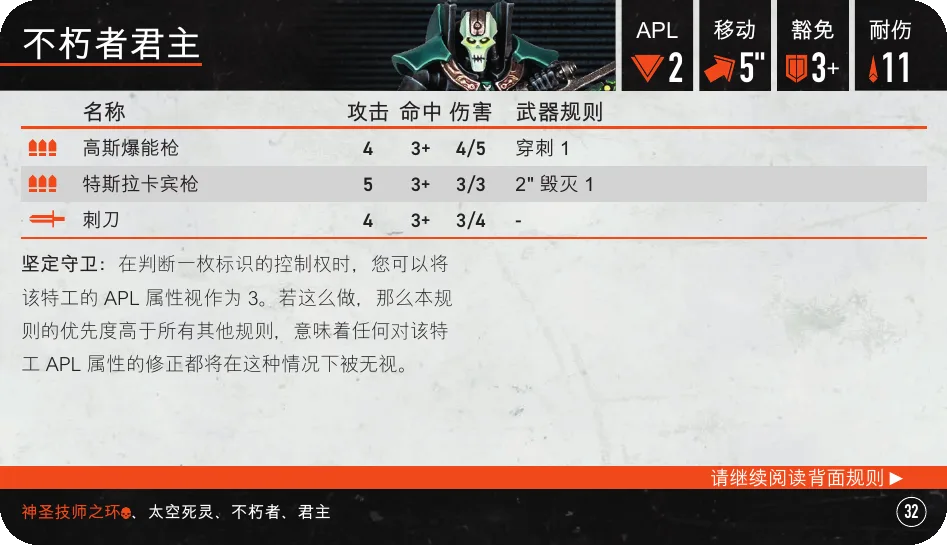 不朽者君主
APL 移动 豁免 耐伤
2 5" 3+ 11
名称 攻击 命中 伤害 武器规则
高斯爆能枪 4 3+ 4/5 穿刺 1
特斯拉卡宾枪 5 3+ 3/3 2" 毁灭 1
刺刀 4 3+ 3/4 -
坚定守卫：在判断一枚标识的控制权时，您可以将
该特工的 APL 属性视作为 3。若这么做，那么本规
则的优先度高于所有其他规则，意味着任何对该特
工 APL 属性的修正都将在这种情况下被无视。
请继续阅读背面规则▶
神圣技师之环、太空死灵、不朽者、君主
32